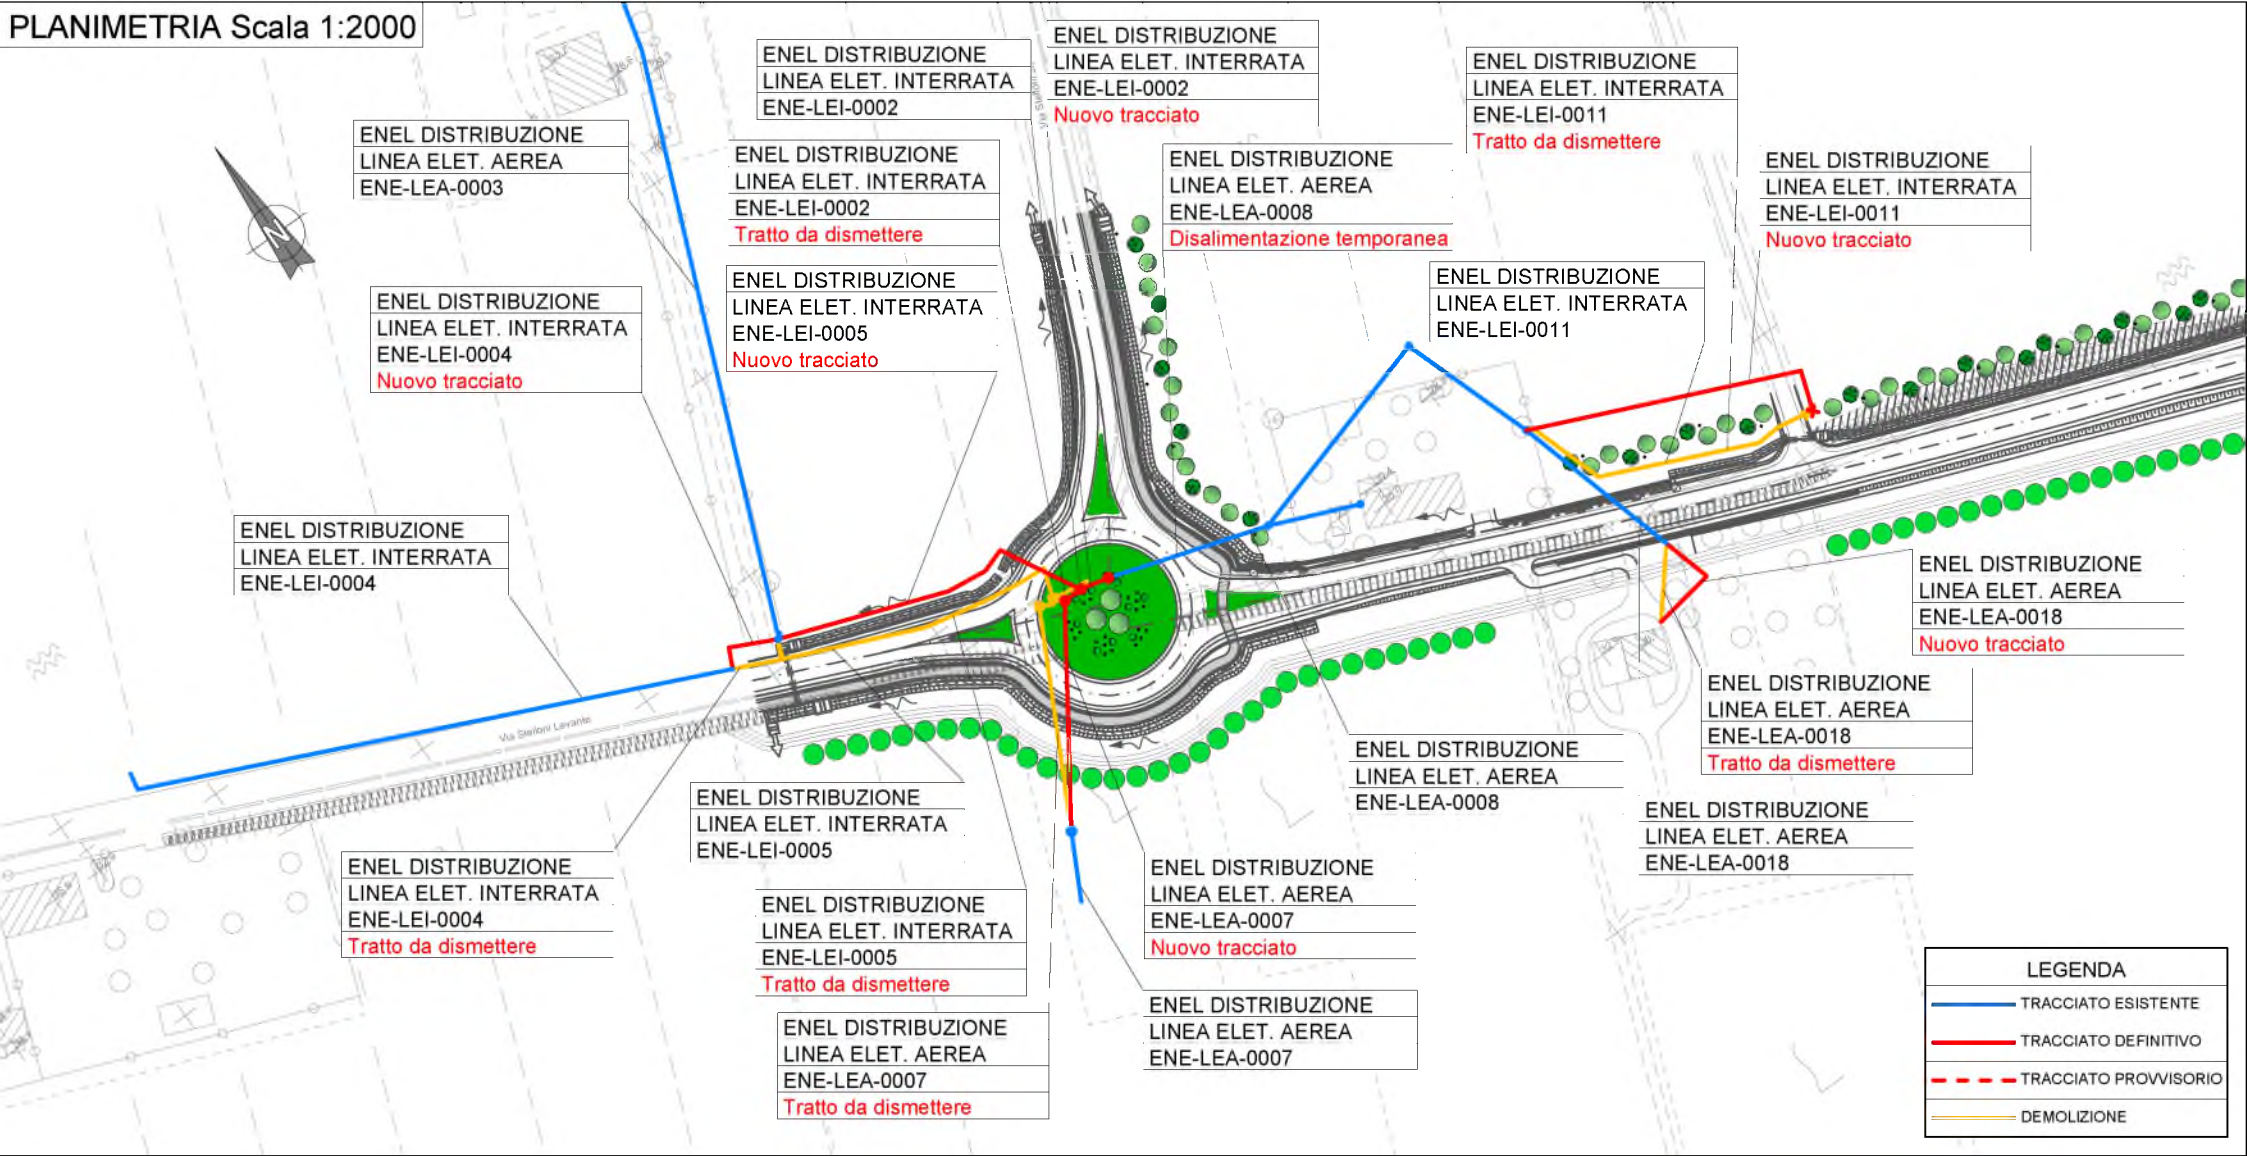 PLANIMETRIA Scala 1:2000
ENEL DISTRIBUZIONE
LINEA ELET. INTERRATA
ENE-LEI-0002
ENEL DISTRIBUZIONE
LINEA ELET. INTERRATA
ENE-LEI-0002
Nuovo tracciato
ENEL DISTRIBUZIONE
LINEA ELET. INTERRATA
ENE-LEI-0011
Tratto da dismettere
ENEL DISTRIBUZIONE
LINEA ELET. AEREA
ENE-LEA-0003
ENEL DISTRIBUZIONE
LINEA ELET. INTERRATA
ENE-LEI-0002
Tratto da dismettere
ENEL DISTRIBUZIONE
LINEA ELET. AEREA
ENE-LEA-0008
Disalimentazione temporanea
ENEL DISTRIBUZIONE
LINEA ELET. INTERRATA
ENE-LEI-0011
Nuovo tracciato
N
ENEL DISTRIBUZIONE
LINEA ELET. INTERRATA
ENE-LEI-0004
Nuovo tracciato
ENEL DISTRIBUZIONE
LINEA ELET. INTERRATA
ENE-LEI-0005
Nuovo tracciato
ENEL DISTRIBUZIONE
LINEA ELET. INTERRATA
ENE-LEI-0011
ENEL DISTRIBUZIONE
LINEA ELET. INTERRATA
ENE-LEI-0004
ENEL DISTRIBUZIONE
LINEA ELET. AEREA
ENE-LEA-0018
Nuovo tracciato
Via Stelloni Levante
ENEL DISTRIBUZIONE
LINEA ELET. AEREA
ENE-LEA-0018
Tratto da dismettere
ENEL DISTRIBUZIONE
LINEA ELET. AEREA
ENE-LEA-0008
ENEL DISTRIBUZIONE
LINEA ELET. INTERRATA
ENE-LEI-0005
ENEL DISTRIBUZIONE
LINEA ELET. AEREA
ENE-LEA-0018
ENEL DISTRIBUZIONE
LINEA ELET. INTERRATA
ENE-LEI-0004
Tratto da dismettere
ENEL DISTRIBUZIONE
LINEA ELET. AEREA
ENE-LEA-0007
Nuovo tracciato
ENEL DISTRIBUZIONE
LINEA ELET. INTERRATA
ENE-LEI-0005
Tratto da dismettere
ENEL DISTRIBUZIONE
LINEA ELET. AEREA
ENE-LEA-0007
ENEL DISTRIBUZIONE
LINEA ELET. AEREA
ENE-LEA-0007
Tratto da dismettere
LEGENDA
TRACCIATO ESISTENTE
TRACCIATO DEFINITIVO
TRACCIATO PROVVISORIO
DEMOLIZIONE